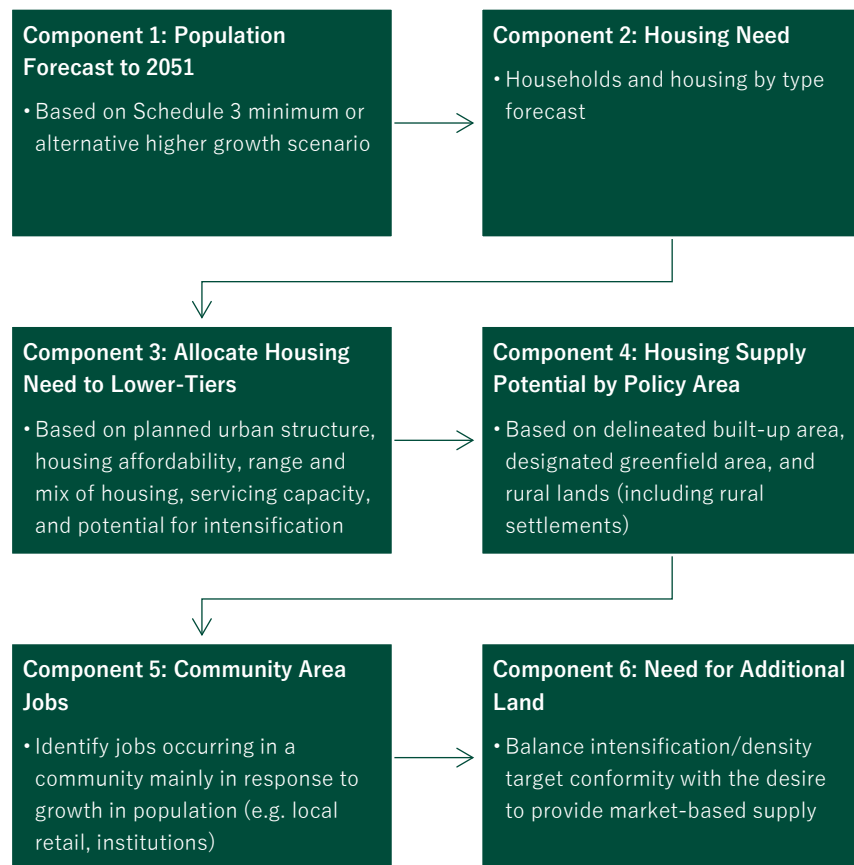 Component 1: Population
Forecast to 2051
• Based on Schedule 3 minimum or
alternative higher growth scenario
Component 2: Housing Need
• Households and housing by type
forecast
Component 3: Allocate Housing
Need to Lower-Tiers
• Based on planned urban structure,
housing affordability, range and
mix of housing, servicing capacity,
and potential for intensification
Component 4: Housing Supply
Potential by Policy Area
• Based on delineated built-up area,
designated greenfield area, and
rural lands (including rural
settlements)
Component 5: Community Area
Jobs
• Identify jobs occurring in a
community mainly in response to
growth in population (e.g. local
retail, institutions)
Component 6: Need for Additional
Land
• Balance intensification/density
target conformity with the desire
to provide market-based supply